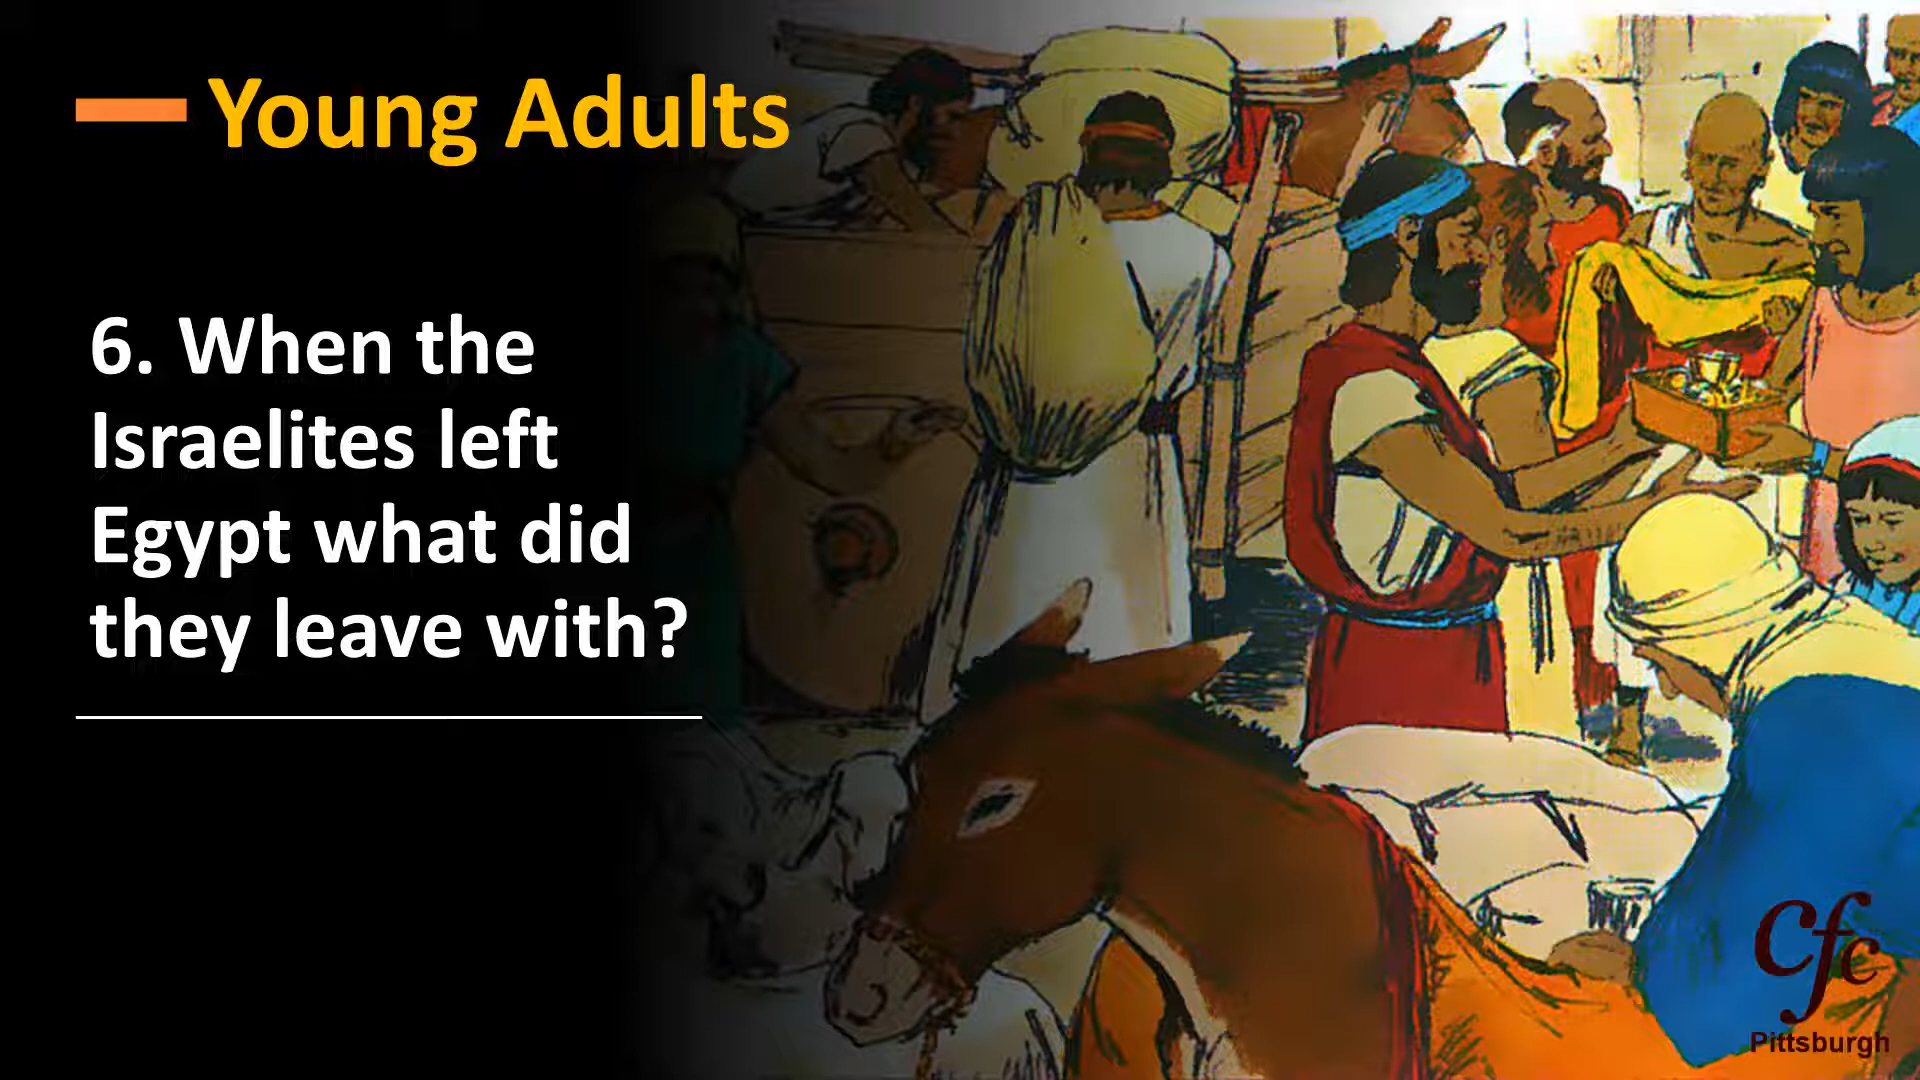 Young Adults
6. When the
Israelites left
Egypt what did
they leave with?
cfc
Pittsburgh